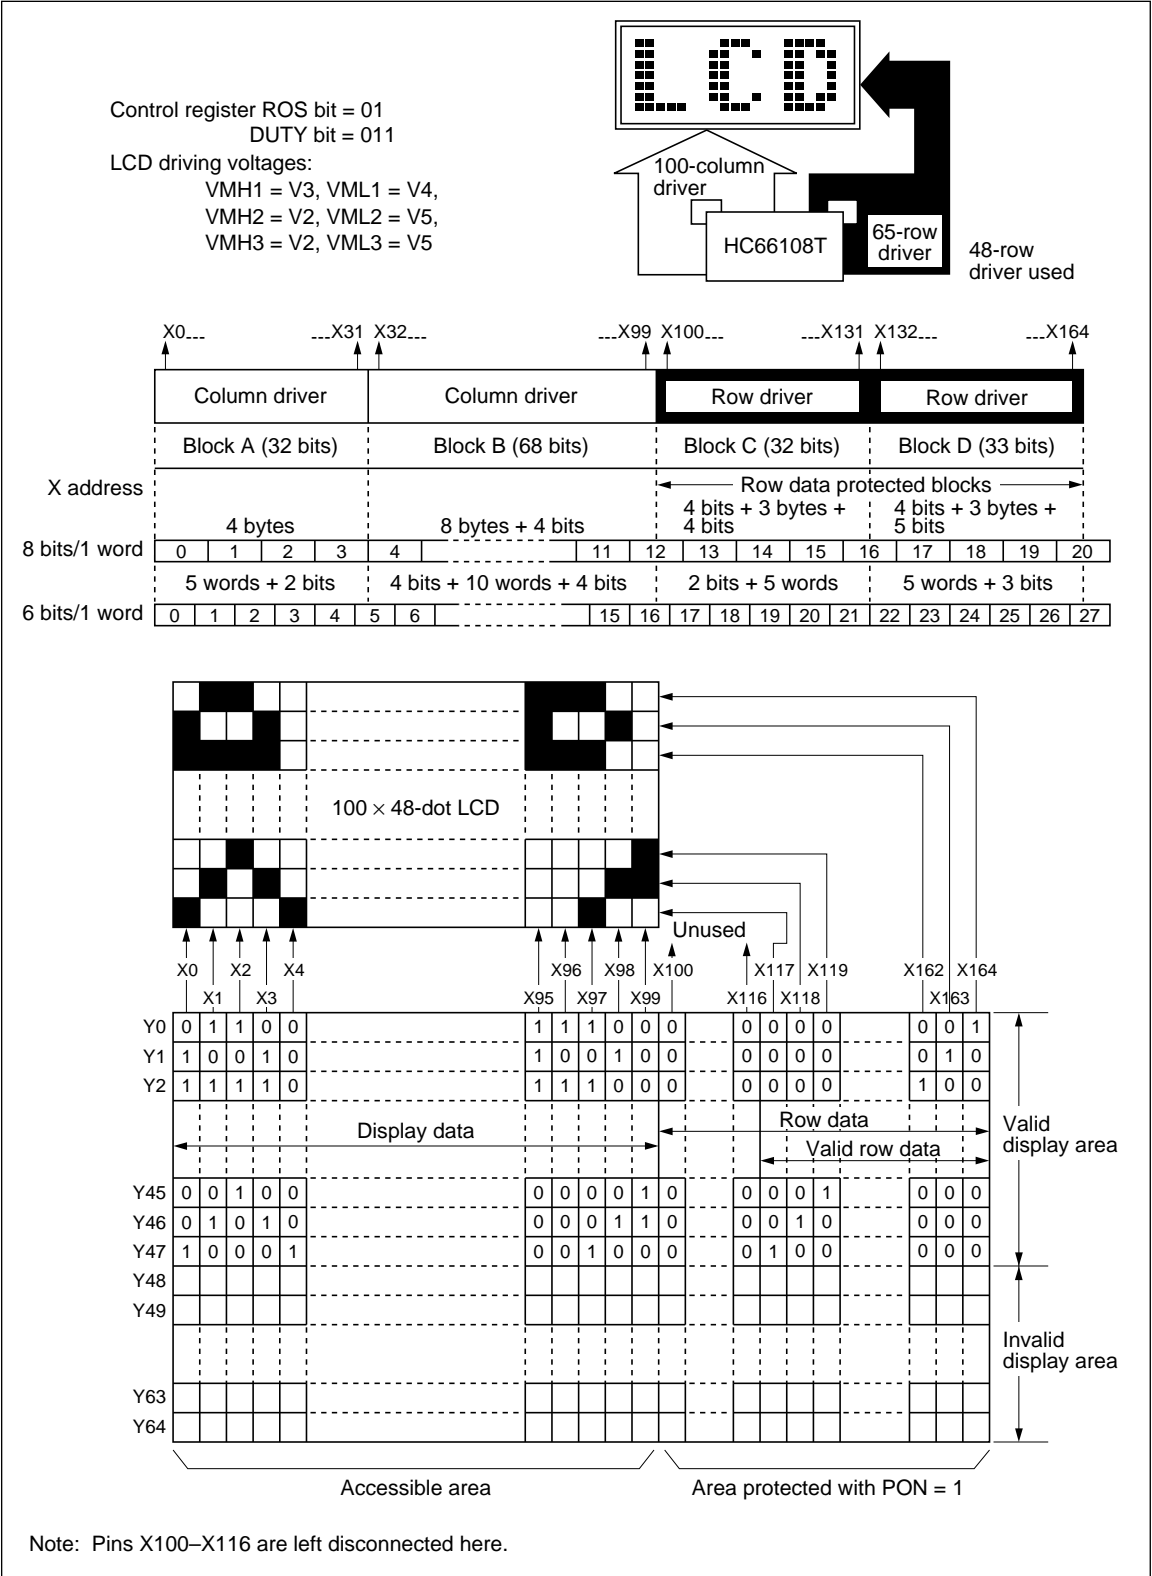 Control register ROS bit = 01
DUTY bit = 011
LCD driving voltages:
VMH1 = V3, VML1 = V4,
VMH2 = V2, VML2 = V5,
VMH3 = V2, VML3 = V5
LCD
100-column
driver
HC66108T
65-row
driver
48-row
driver used
X0--- ---X31 X32--- ---X99 X100--- ---X131 X132--- ---X164
Column driver Column driver Row driver Row driver
Block A (32 bits) Block B (68 bits) Block C (32 bits) Block D (33 bits)
X address
Row data protected blocks
4 bytes 8 bytes + 4 bits 4 bits + 3 bytes + 4 bits 4 bits + 3 bytes + 5 bits
8 bits/1 word 0 1 2 3 4 11 12 13 14 15 16 17 18 19 20
5 words + 2 bits 4 bits + 10 words + 4 bits 2 bits + 5 words 5 words + 3 bits
6 bits/1 word 0 1 2 3 4 5 6 15 16 17 18 19 20 21 22 23 24 25 26 27
100 × 48-dot LCD
Unused
X0 X2 X4 X96 X98 X100 X117 X119 X162 X164
X1 X3 X95 X97 X99 X116 X118 X163
Y0 0 1 1 0 0 1 1 1 0 0 0 0 0 0 0 0 0 1
Y1 1 0 0 1 0 1 0 0 1 0 0 0 0 0 0 0 1 0
Y2 1 1 1 1 0 1 1 1 0 0 0 0 0 0 0 1 0 0
Display data
Row data
Valid row data
Valid
display area
Y45 0 0 1 0 0 0 0 0 0 1 0 0 0 0 1 0 0 0
Y46 0 1 0 1 0 0 0 0 1 1 0 0 0 1 0 0 0 0
Y47 1 0 0 0 1 0 0 1 0 0 0 0 1 0 0 0 0 0
Y48
Y49
Invalid
display area
Y63
Y64
Accessible area Area protected with PON = 1
Note: Pins X100–X116 are left disconnected here.